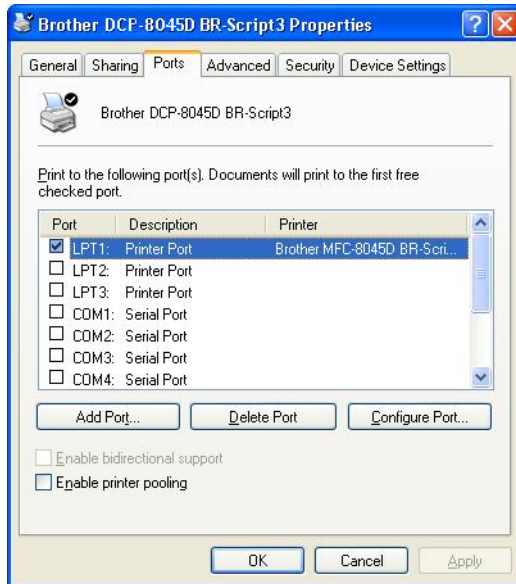 Brother DCP-8045D BR-Script3 Properties
General Sharing Ports Advanced Security Device Settings
Brother DCP-8045D BR-Script3
Print to the following port(s). Documents will print to the first free
checked port.
Port Description Printer
LPT1: Printer Port Brother MFC-8045D BR-Scri...
LPT2: Printer Port
LPT3: Printer Port
COM1: Serial Port
COM2: Serial Port
COM3: Serial Port
COM4: Serial Port
Add Port... Delete Port Configure Port...
Enable bidirectional support
Enable printer pooling
OK Cancel Apply